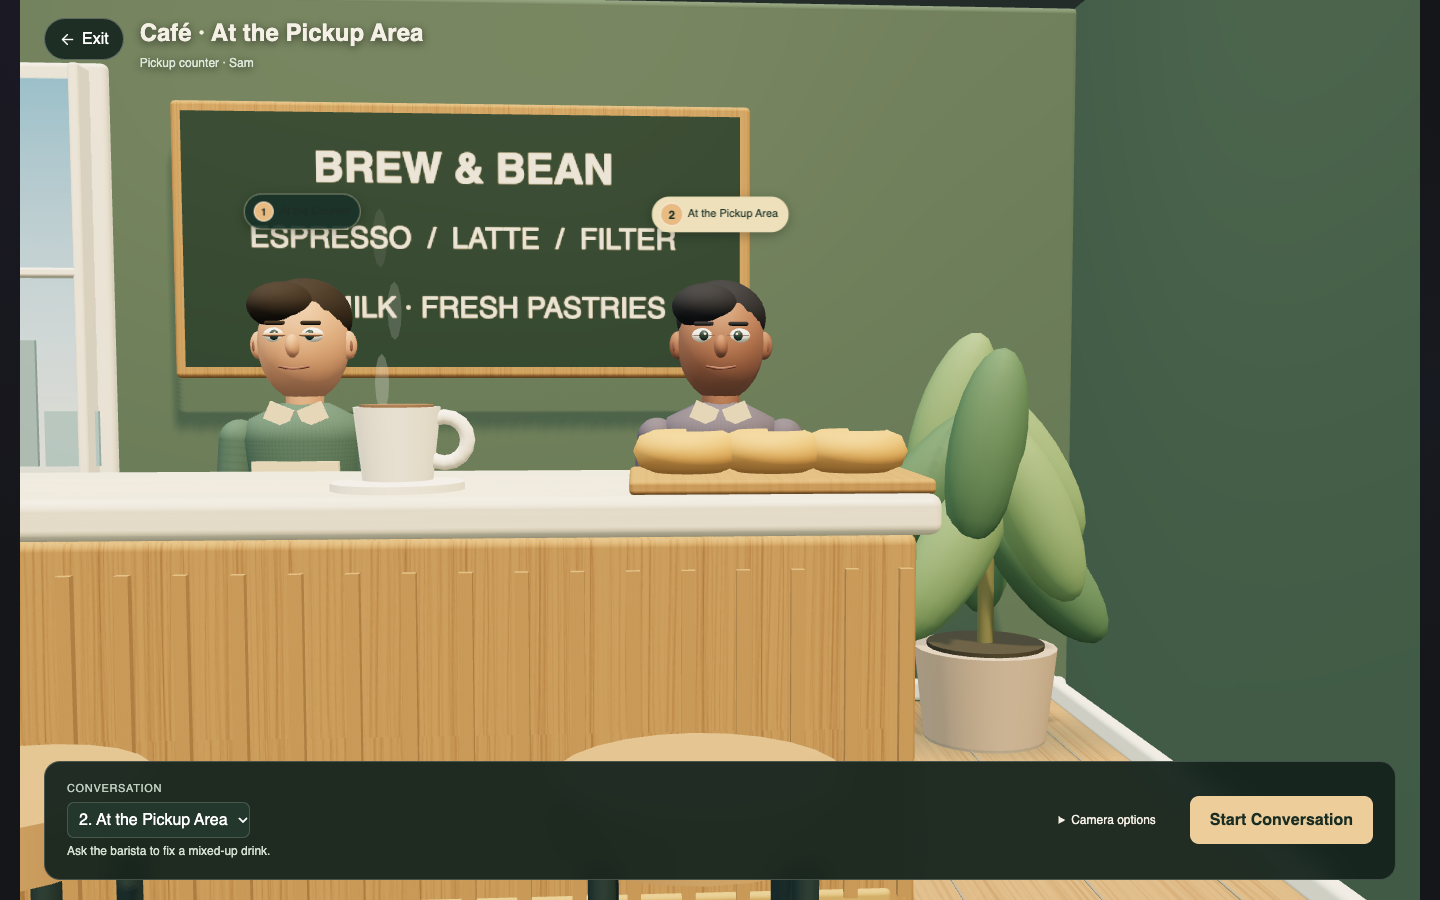 ← Exit
Café · At the Pickup Area
Pickup counter · Sam
BREW & BEAN
1
2 At the Pickup Area
ESPRESSO / LATTE / FILTER
MILK · FRESH PASTRIES
CONVERSATION
2. At the Pickup Area
Ask the barista to fix a mixed-up drink.
Camera options
Start Conversation